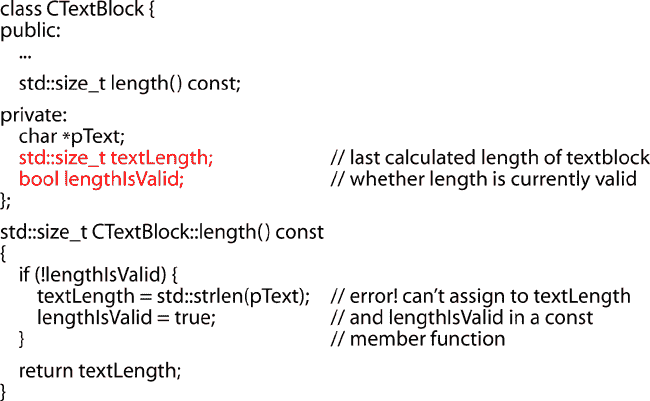 class CTextBlock {
public:
...
std::size_t length() const;
private:
char *pText;
std::size_t textLength; // last calculated length of textblock
bool lengthIsValid; // whether length is currently valid
};
std::size_t CTextBlock::length() const
{
if (!lengthIsValid) {
textLength = std::strlen(pText); // error! can’t assign to textLength
lengthIsValid = true; // and lengthIsValid in a const
} // member function
return textLength;
}